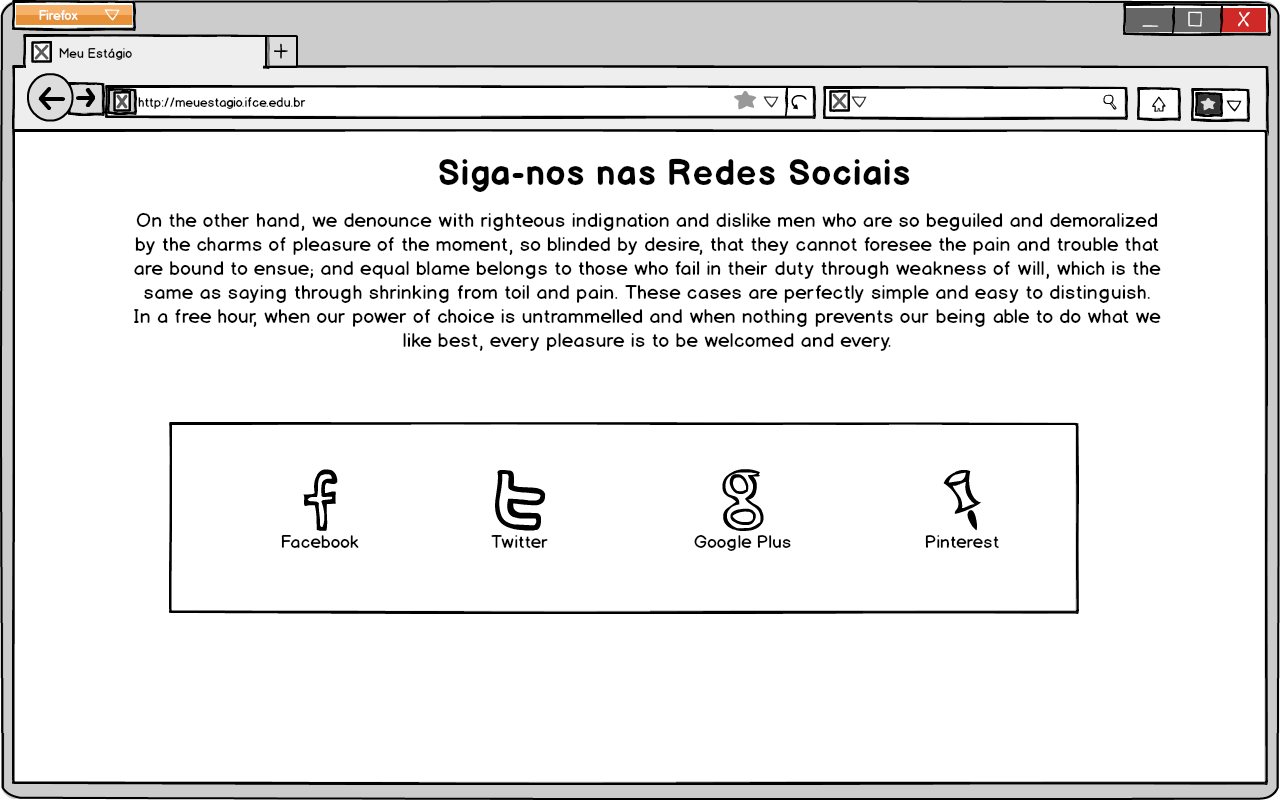 Firefox
Meu Estágio
http://meuestagio.ifce.edu.br
Siga-nos nas Redes Sociais
On the other hand, we denounce with righteous indignation and dislike men who are so beguiled and demoralized
by the charms of pleasure of the moment, so blinded by desire, that they cannot foresee the pain and trouble that
are bound to ensue; and equal blame belongs to those who fail in their duty through weakness of will, which is the
same as saying through shrinking from toil and pain. These cases are perfectly simple and easy to distinguish.
In a free hour, when our power of choice is untrammelled and when nothing prevents our being able to do what we
like best, every pleasure is to be welcomed and every.
Facebook Twitter Google Plus Pinterest